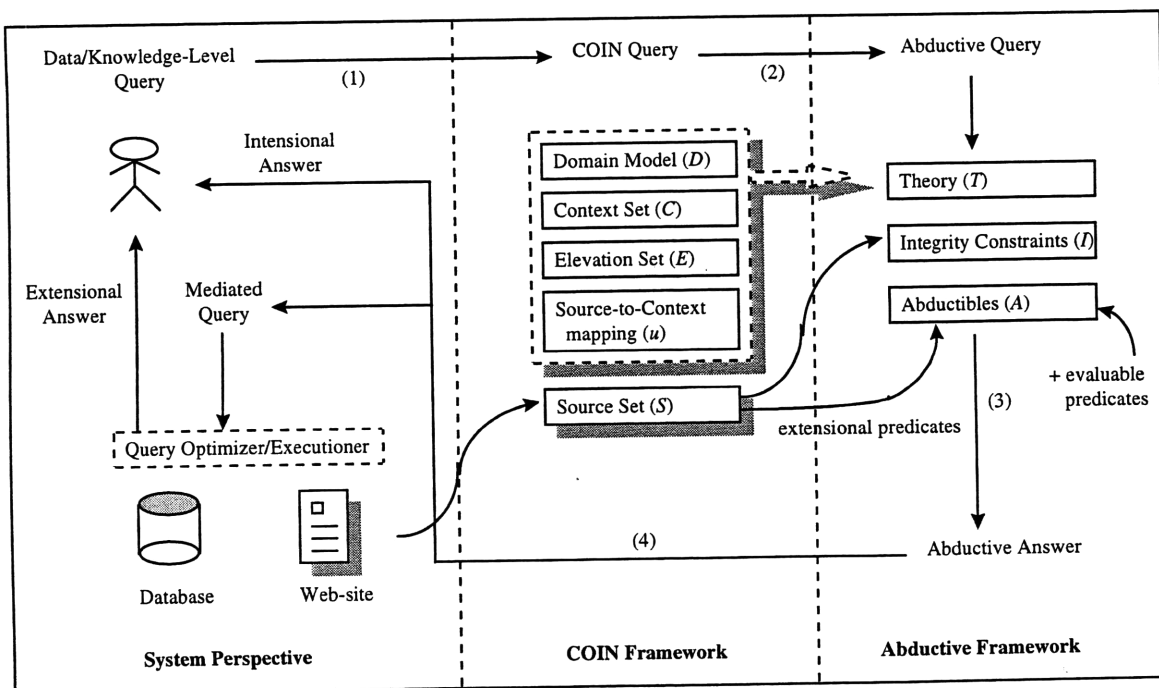 Data/Knowledge-Level
Query
(1)
COIN Query
(2)
Abductive Query
Intensional
Answer
Domain Model (D)
Context Set (C)
Elevation Set (E)
Source-to-Context
mapping (u)
Source Set (S)
Theory (T)
Integrity Constraints (I)
Abductibles (A)
+ evaluable
predicates
(3)
extensional predicates
Extensional
Answer
Mediated
Query
Query Optimizer/Executioner
Database
Web-site
(4)
Abductive Answer
System Perspective
COIN Framework
Abductive Framework